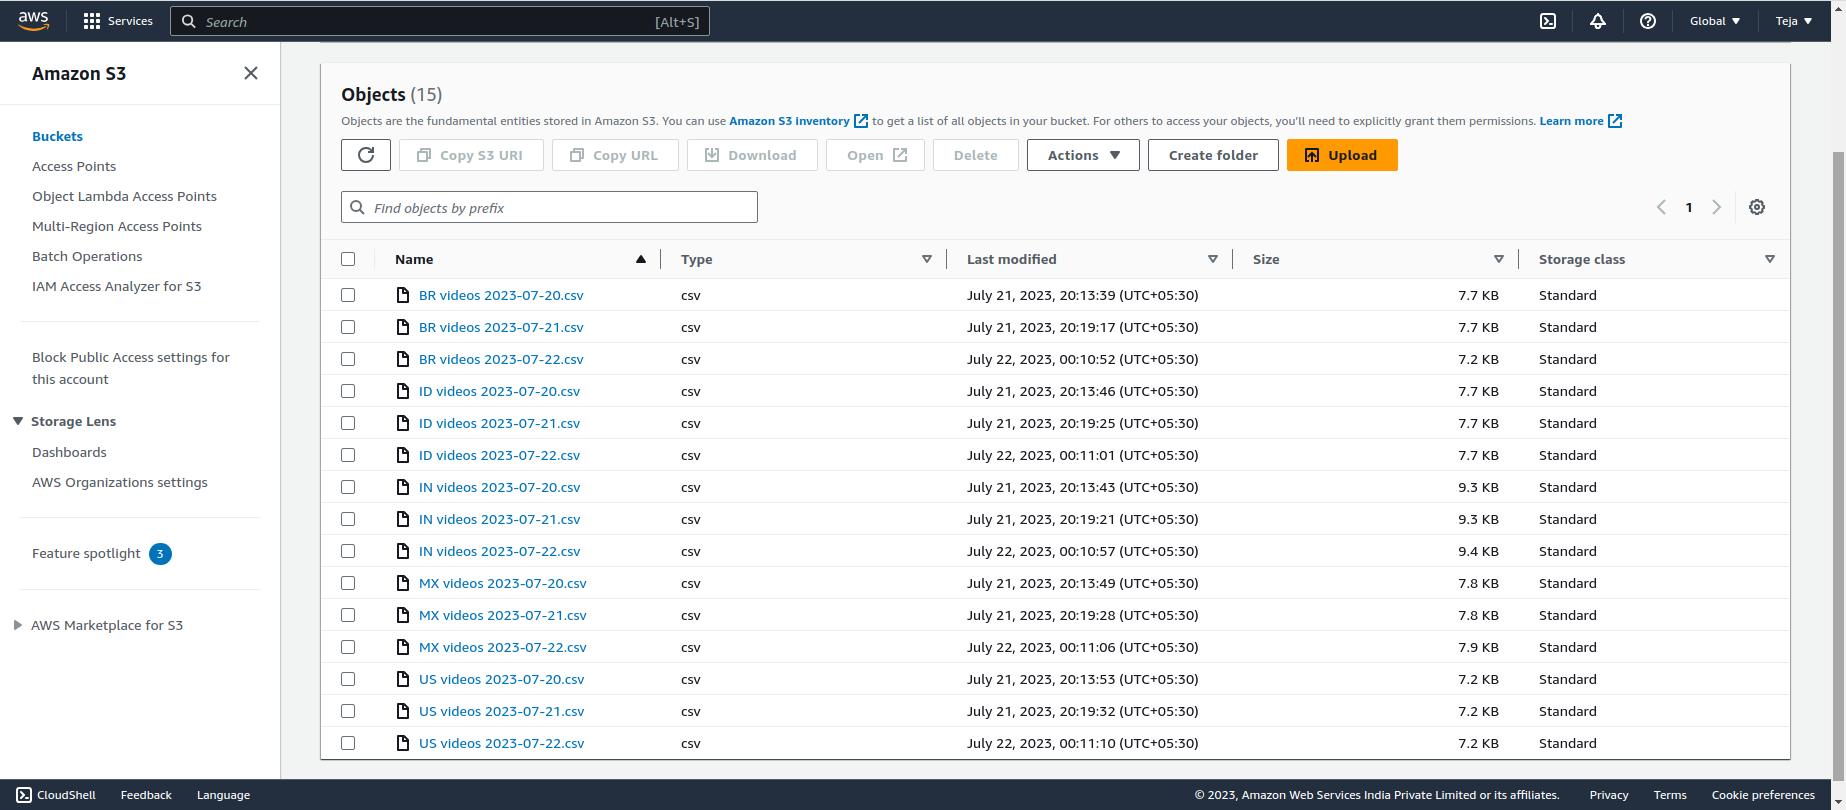 aws Services Search [Alt+S] Global Teja
Amazon S3
Buckets
Access Points
Object Lambda Access Points
Multi-Region Access Points
Batch Operations
IAM Access Analyzer for S3
Block Public Access settings for
this account
Storage Lens
Dashboards
AWS Organizations settings
Feature spotlight 3
AWS Marketplace for S3
Objects (15)
Objects are the fundamental entities stored in Amazon S3. You can use Amazon S3 inventory to get a list of all objects in your bucket. For others to access your objects, you'll need to explicitly grant them permissions. Learn more
Copy S3 URI Copy URL Download Open Delete Actions Create folder Upload
Find objects by prefix 1
Name Type Last modified Size Storage class
BR videos 2023-07-20.csv csv July 21, 2023, 20:13:39 (UTC+05:30) 7.7 KB Standard
BR videos 2023-07-21.csv csv July 21, 2023, 20:19:17 (UTC+05:30) 7.7 KB Standard
BR videos 2023-07-22.csv csv July 22, 2023, 00:10:52 (UTC+05:30) 7.2 KB Standard
ID videos 2023-07-20.csv csv July 21, 2023, 20:13:46 (UTC+05:30) 7.7 KB Standard
ID videos 2023-07-21.csv csv July 21, 2023, 20:19:25 (UTC+05:30) 7.7 KB Standard
ID videos 2023-07-22.csv csv July 22, 2023, 00:11:01 (UTC+05:30) 7.7 KB Standard
IN videos 2023-07-20.csv csv July 21, 2023, 20:13:43 (UTC+05:30) 9.3 KB Standard
IN videos 2023-07-21.csv csv July 21, 2023, 20:19:21 (UTC+05:30) 9.3 KB Standard
IN videos 2023-07-22.csv csv July 22, 2023, 00:10:57 (UTC+05:30) 9.4 KB Standard
MX videos 2023-07-20.csv csv July 21, 2023, 20:13:49 (UTC+05:30) 7.8 KB Standard
MX videos 2023-07-21.csv csv July 21, 2023, 20:19:28 (UTC+05:30) 7.8 KB Standard
MX videos 2023-07-22.csv csv July 22, 2023, 00:11:06 (UTC+05:30) 7.9 KB Standard
US videos 2023-07-20.csv csv July 21, 2023, 20:13:53 (UTC+05:30) 7.2 KB Standard
US videos 2023-07-21.csv csv July 21, 2023, 20:19:32 (UTC+05:30) 7.2 KB Standard
US videos 2023-07-22.csv csv July 22, 2023, 00:11:10 (UTC+05:30) 7.2 KB Standard
CloudShell Feedback Language © 2023, Amazon Web Services India Private Limited or its affiliates. Privacy Terms Cookie preferences